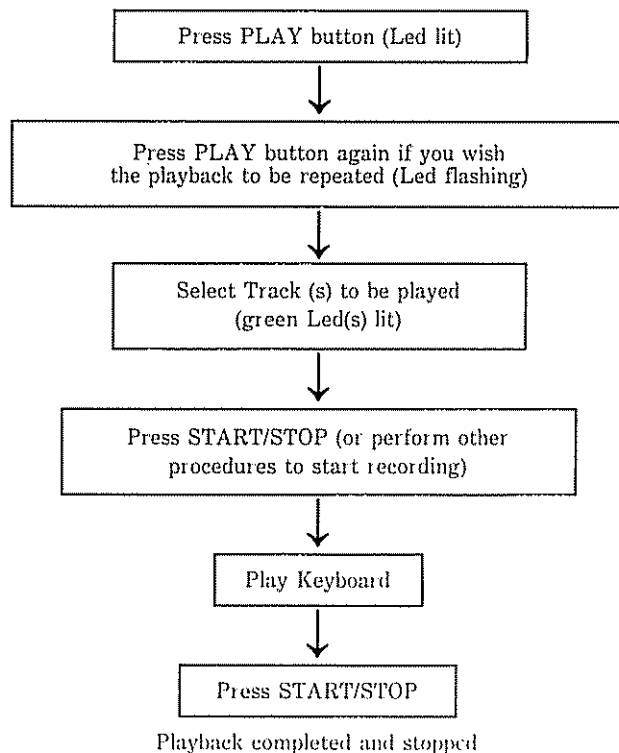 Press PLAY button (Led lit)
Press PLAY button again if you wish
the playback to be repeated (Led flashing)
Select Track (s) to be played
(green Led(s) lit)
Press START/STOP (or perform other
procedures to start recording)
Play Keyboard
Press START/STOP
Playback completed and stopped